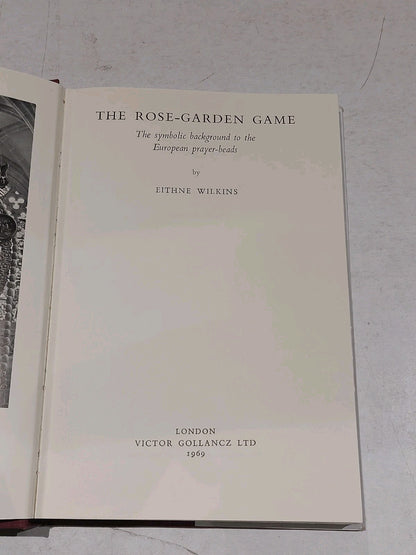 THE ROSE-GARDEN GAME
The symbolic background to the
European prayer-beads
by
EITHNE WILKINS
LONDON
VICTOR GOLLANCZ LTD
1969